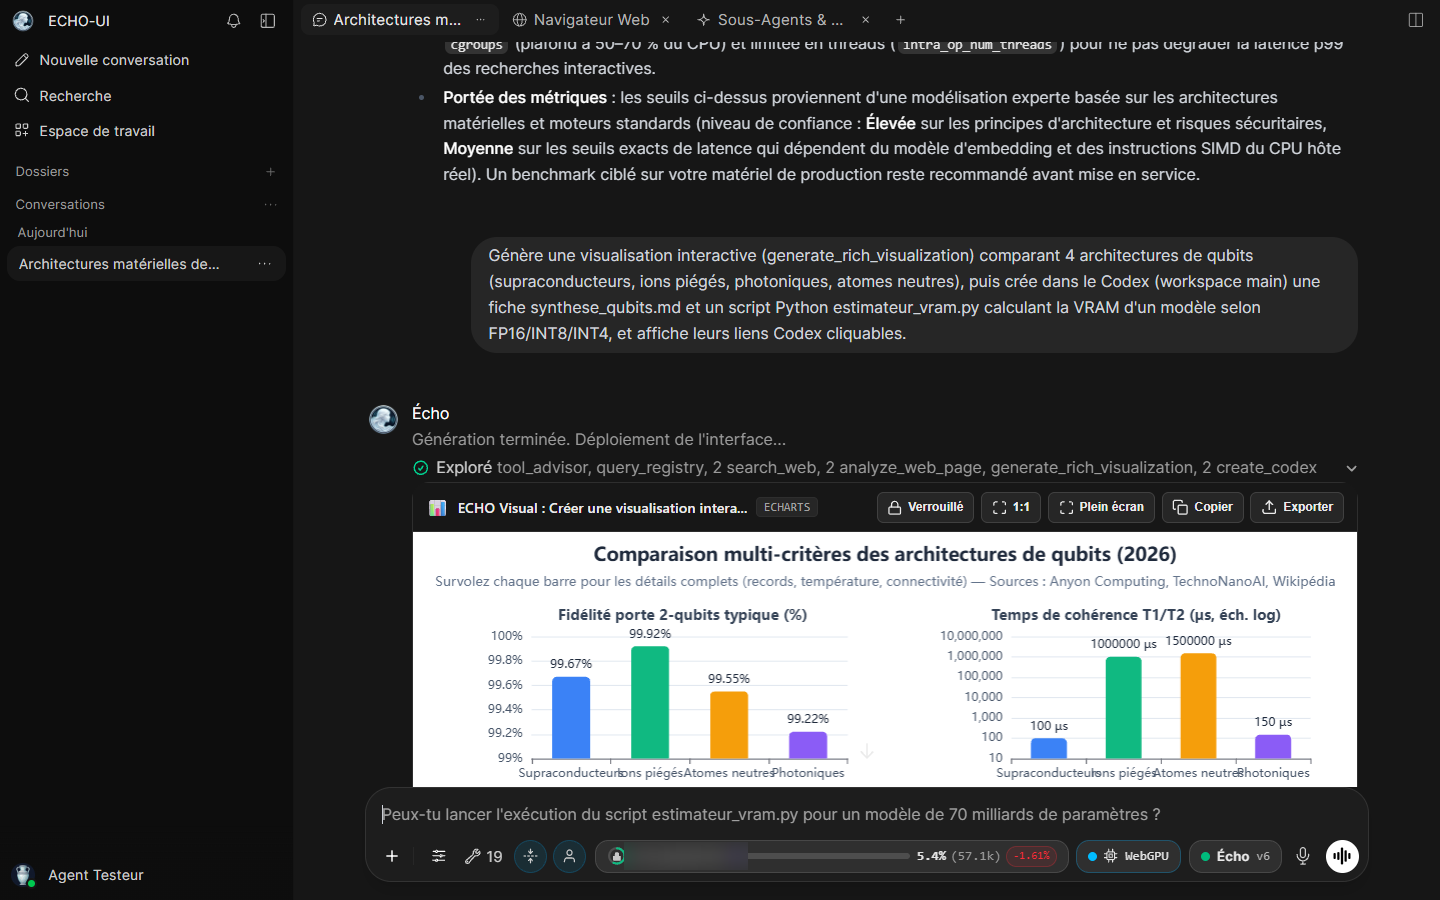 ECHO-UI
Nouvelle conversation
Recherche
Espace de travail
Dossiers
Conversations
Aujourd'hui
Architectures matérielles de...
Agent Testeur
Architectures m...
Navigateur Web
Sous-Agents & ...
cgroups (plafond à 50–70 % du CPU) et limitée en threads ( intra_op_num_threads ) pour ne pas dégrader la latence p99
des recherches interactives.
Portée des métriques : les seuils ci-dessus proviennent d'une modélisation experte basée sur les architectures
matérielles et moteurs standards (niveau de confiance : Élevée sur les principes d'architecture et risques sécuritaires,
Moyenne sur les seuils exacts de latence qui dépendent du modèle d'embedding et des instructions SIMD du CPU hôte
réel). Un benchmark ciblé sur votre matériel de production reste recommandé avant mise en service.
Génère une visualisation interactive (generate_rich_visualization) comparant 4 architectures de qubits
(supraconducteurs, ions piégés, photoniques, atomes neutres), puis crée dans le Codex (workspace main) une
fiche synthese_qubits.md et un script Python estimateur_vram.py calculant la VRAM d'un modèle selon
FP16/INT8/INT4, et affiche leurs liens Codex cliquables.
Écho
Génération terminée. Déploiement de l'interface...
Exploré tool_advisor, query_registry, 2 search_web, 2 analyze_web_page, generate_rich_visualization, 2 create_codex
ECHO Visual : Créer une visualisation intera... ECHARTS Verrouillé 1:1 Plein écran Copier Exporter
Comparaison multi-critères des architectures de qubits (2026)
Survolez chaque barre pour les détails complets (records, température, connectivité) — Sources : Anyon Computing, TechnoNanoAI, Wikipédia
Fidélité porte 2-qubits typique (%)
100%
99.8%
99.6%
99.4%
99.2%
99%
99.67%
99.92%
99.55%
99.22%
Supraconducteurs Ions piégés Atomes neutres Photoniques
Temps de cohérence T1/T2 (µs, éch. log)
10,000,000
1,000,000
100,000
10,000
1,000
100
10
100 µs
1000000 µs
1500000 µs
150 µs
Supraconducteurs Ions piégés Atomes neutres Photoniques
Peux-tu lancer l'exécution du script estimateur_vram.py pour un modèle de 70 milliards de paramètres ?
19
5.4% (57.1k) -1.61%
WebGPU
Écho v6